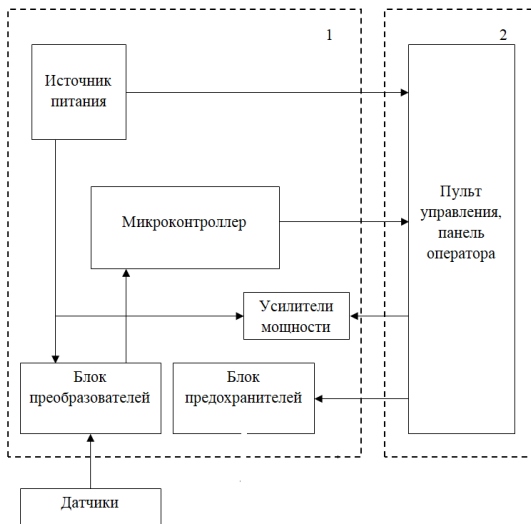 1
2
Источник
питания
Микроконтроллер
Пульт
управления,
панель
оператора
Усилители
мощности
Блок
преобразователей
Блок
предохранителей
Датчики